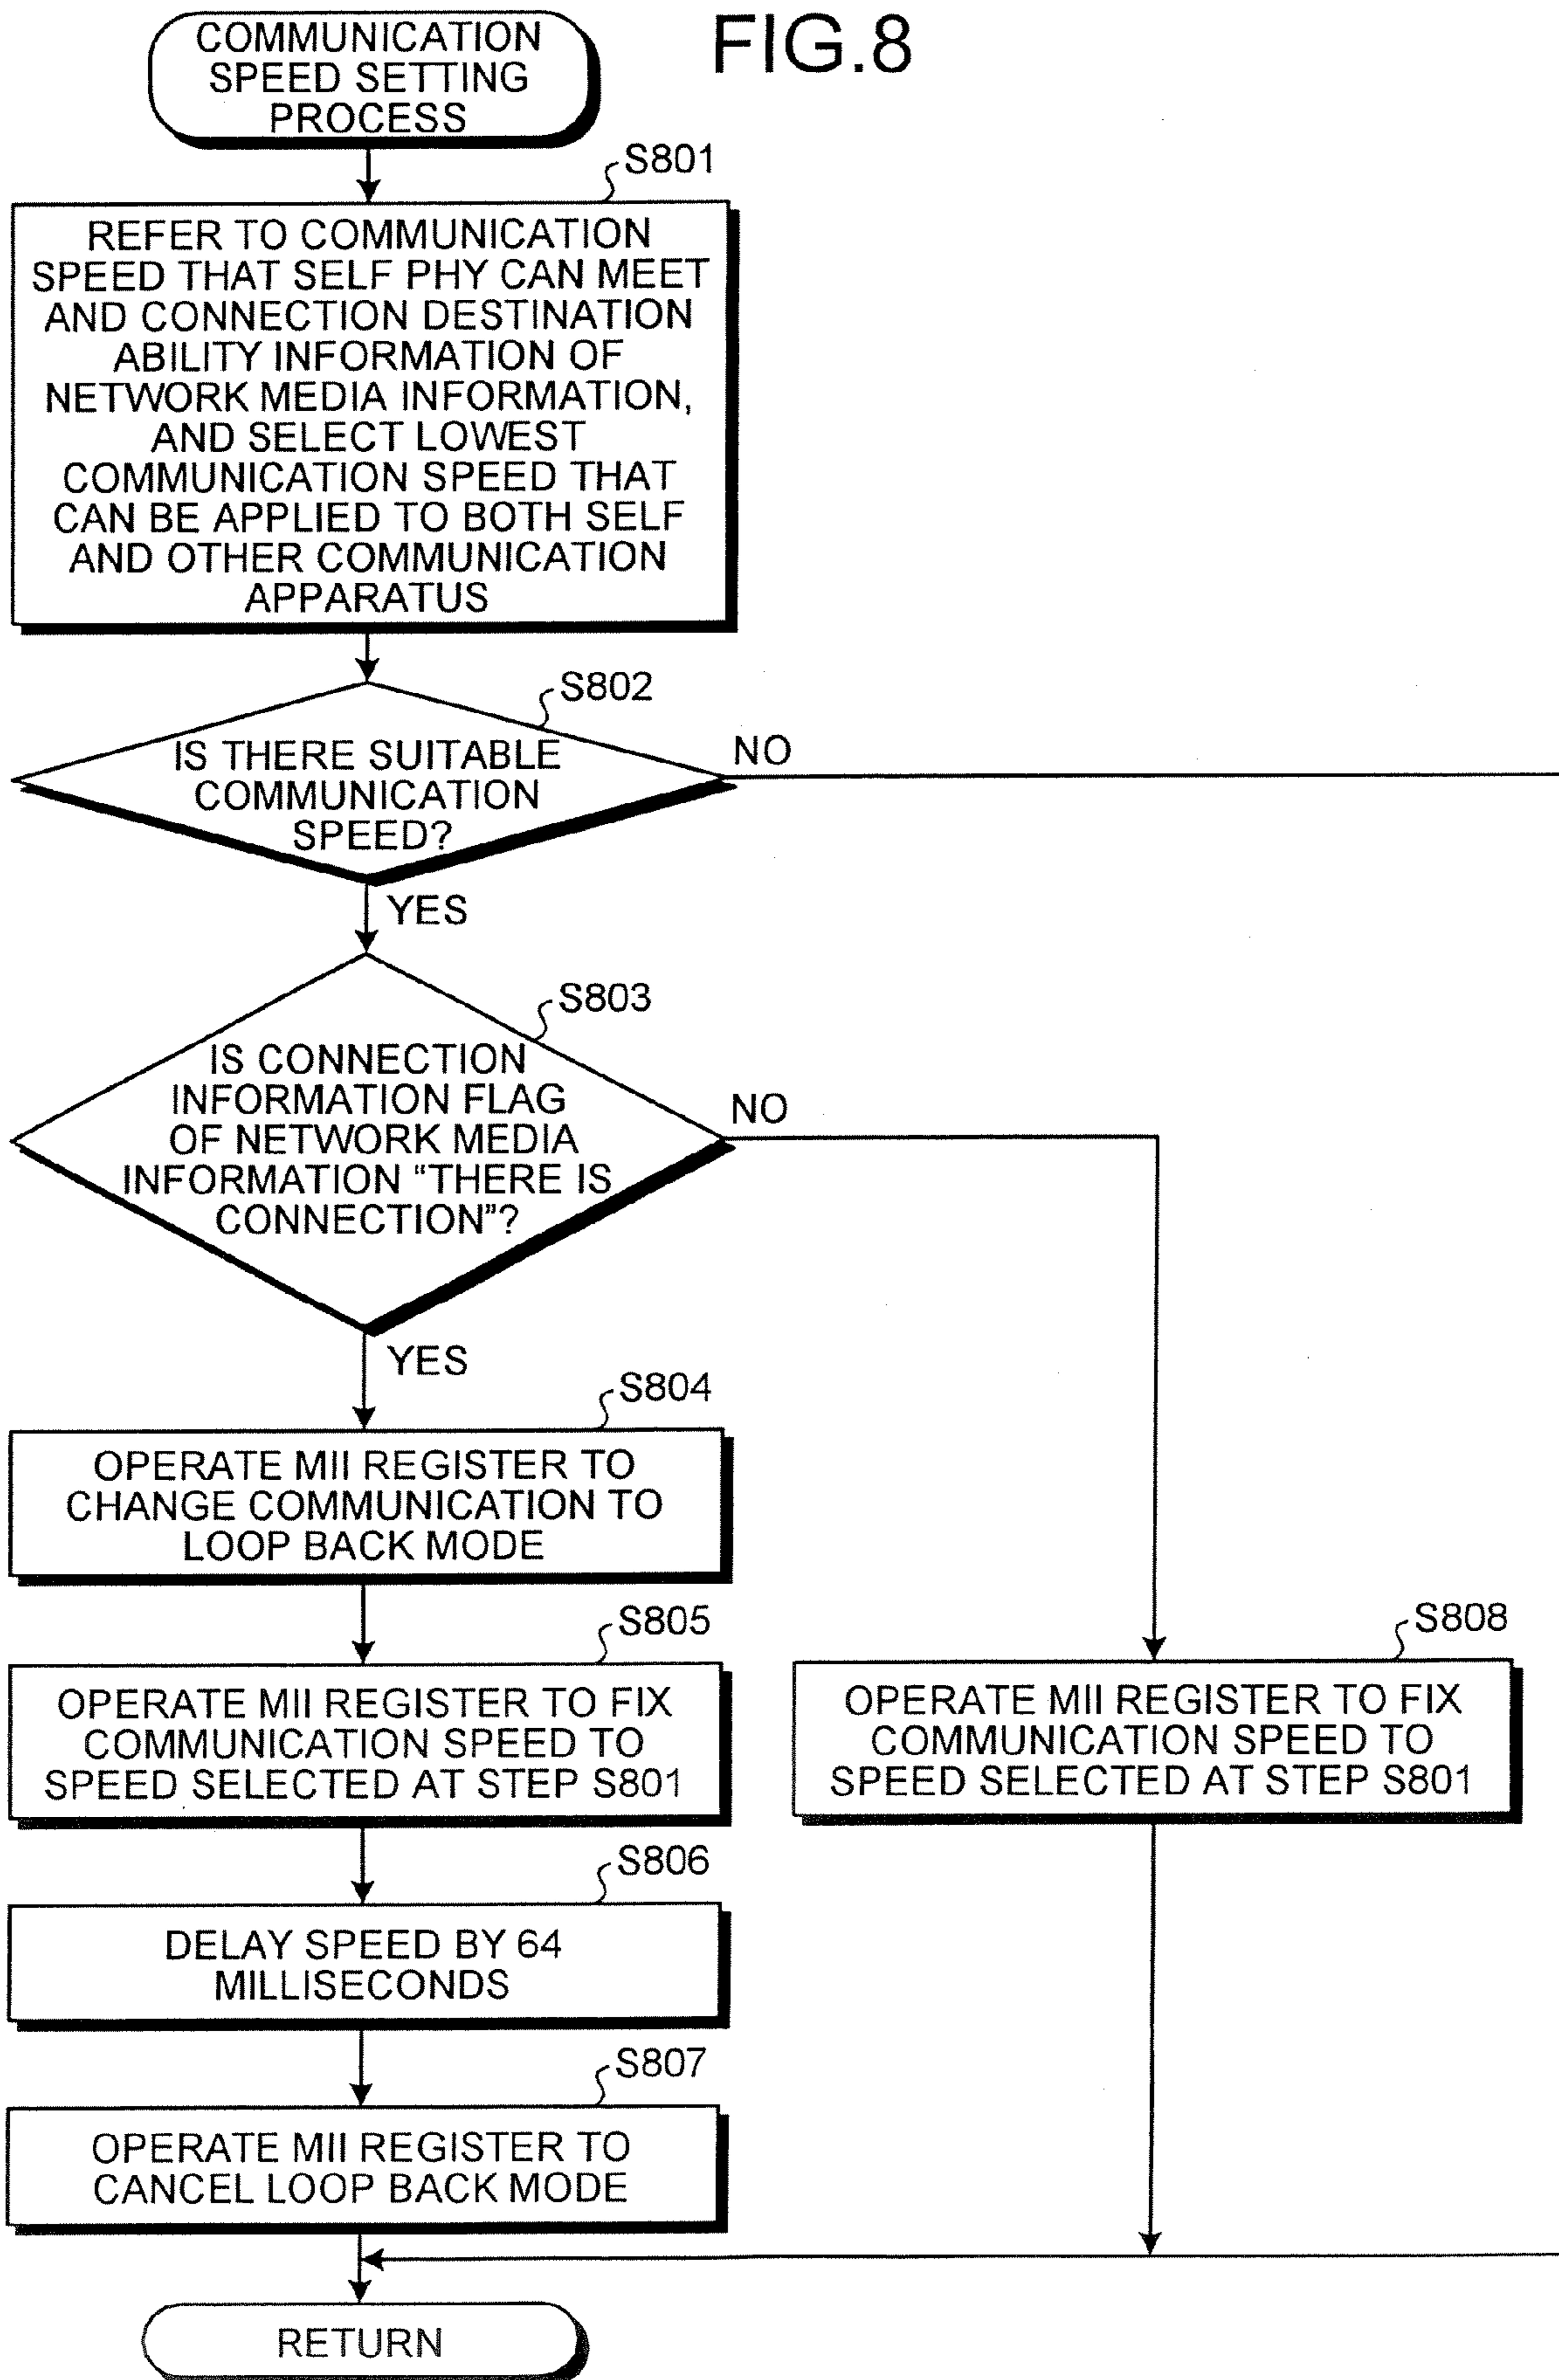 FIG.8
COMMUNICATION
SPEED SETTING
PROCESS
S801
REFER TO COMMUNICATION
SPEED THAT SELF PHY CAN MEET
AND CONNECTION DESTINATION
ABILITY INFORMATION OF
NETWORK MEDIA INFORMATION,
AND SELECT LOWEST
COMMUNICATION SPEED THAT
CAN BE APPLIED TO BOTH SELF
AND OTHER COMMUNICATION
APPARATUS
S802
IS THERE SUITABLE
COMMUNICATION
SPEED?
NO
YES
S803
IS CONNECTION
INFORMATION FLAG
OF NETWORK MEDIA
INFORMATION "THERE IS
CONNECTION"?
NO
YES
S804
OPERATE MII REGISTER TO
CHANGE COMMUNICATION TO
LOOP BACK MODE
S805
OPERATE MII REGISTER TO FIX
COMMUNICATION SPEED TO
SPEED SELECTED AT STEP S801
S808
OPERATE MII REGISTER TO FIX
COMMUNICATION SPEED TO
SPEED SELECTED AT STEP S801
S806
DELAY SPEED BY 64
MILLISECONDS
S807
OPERATE MII REGISTER TO
CANCEL LOOP BACK MODE
RETURN